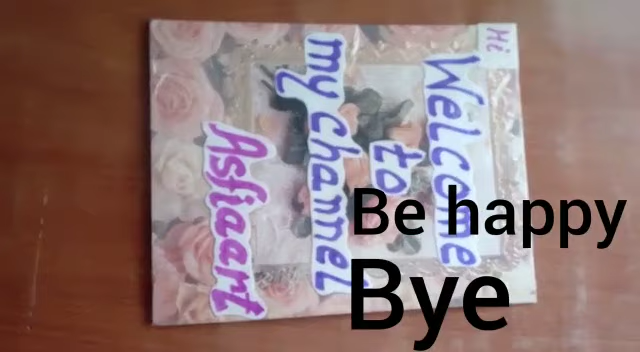 Hi
Welcome
to
my channel
Asfiaart
Be happy
Bye